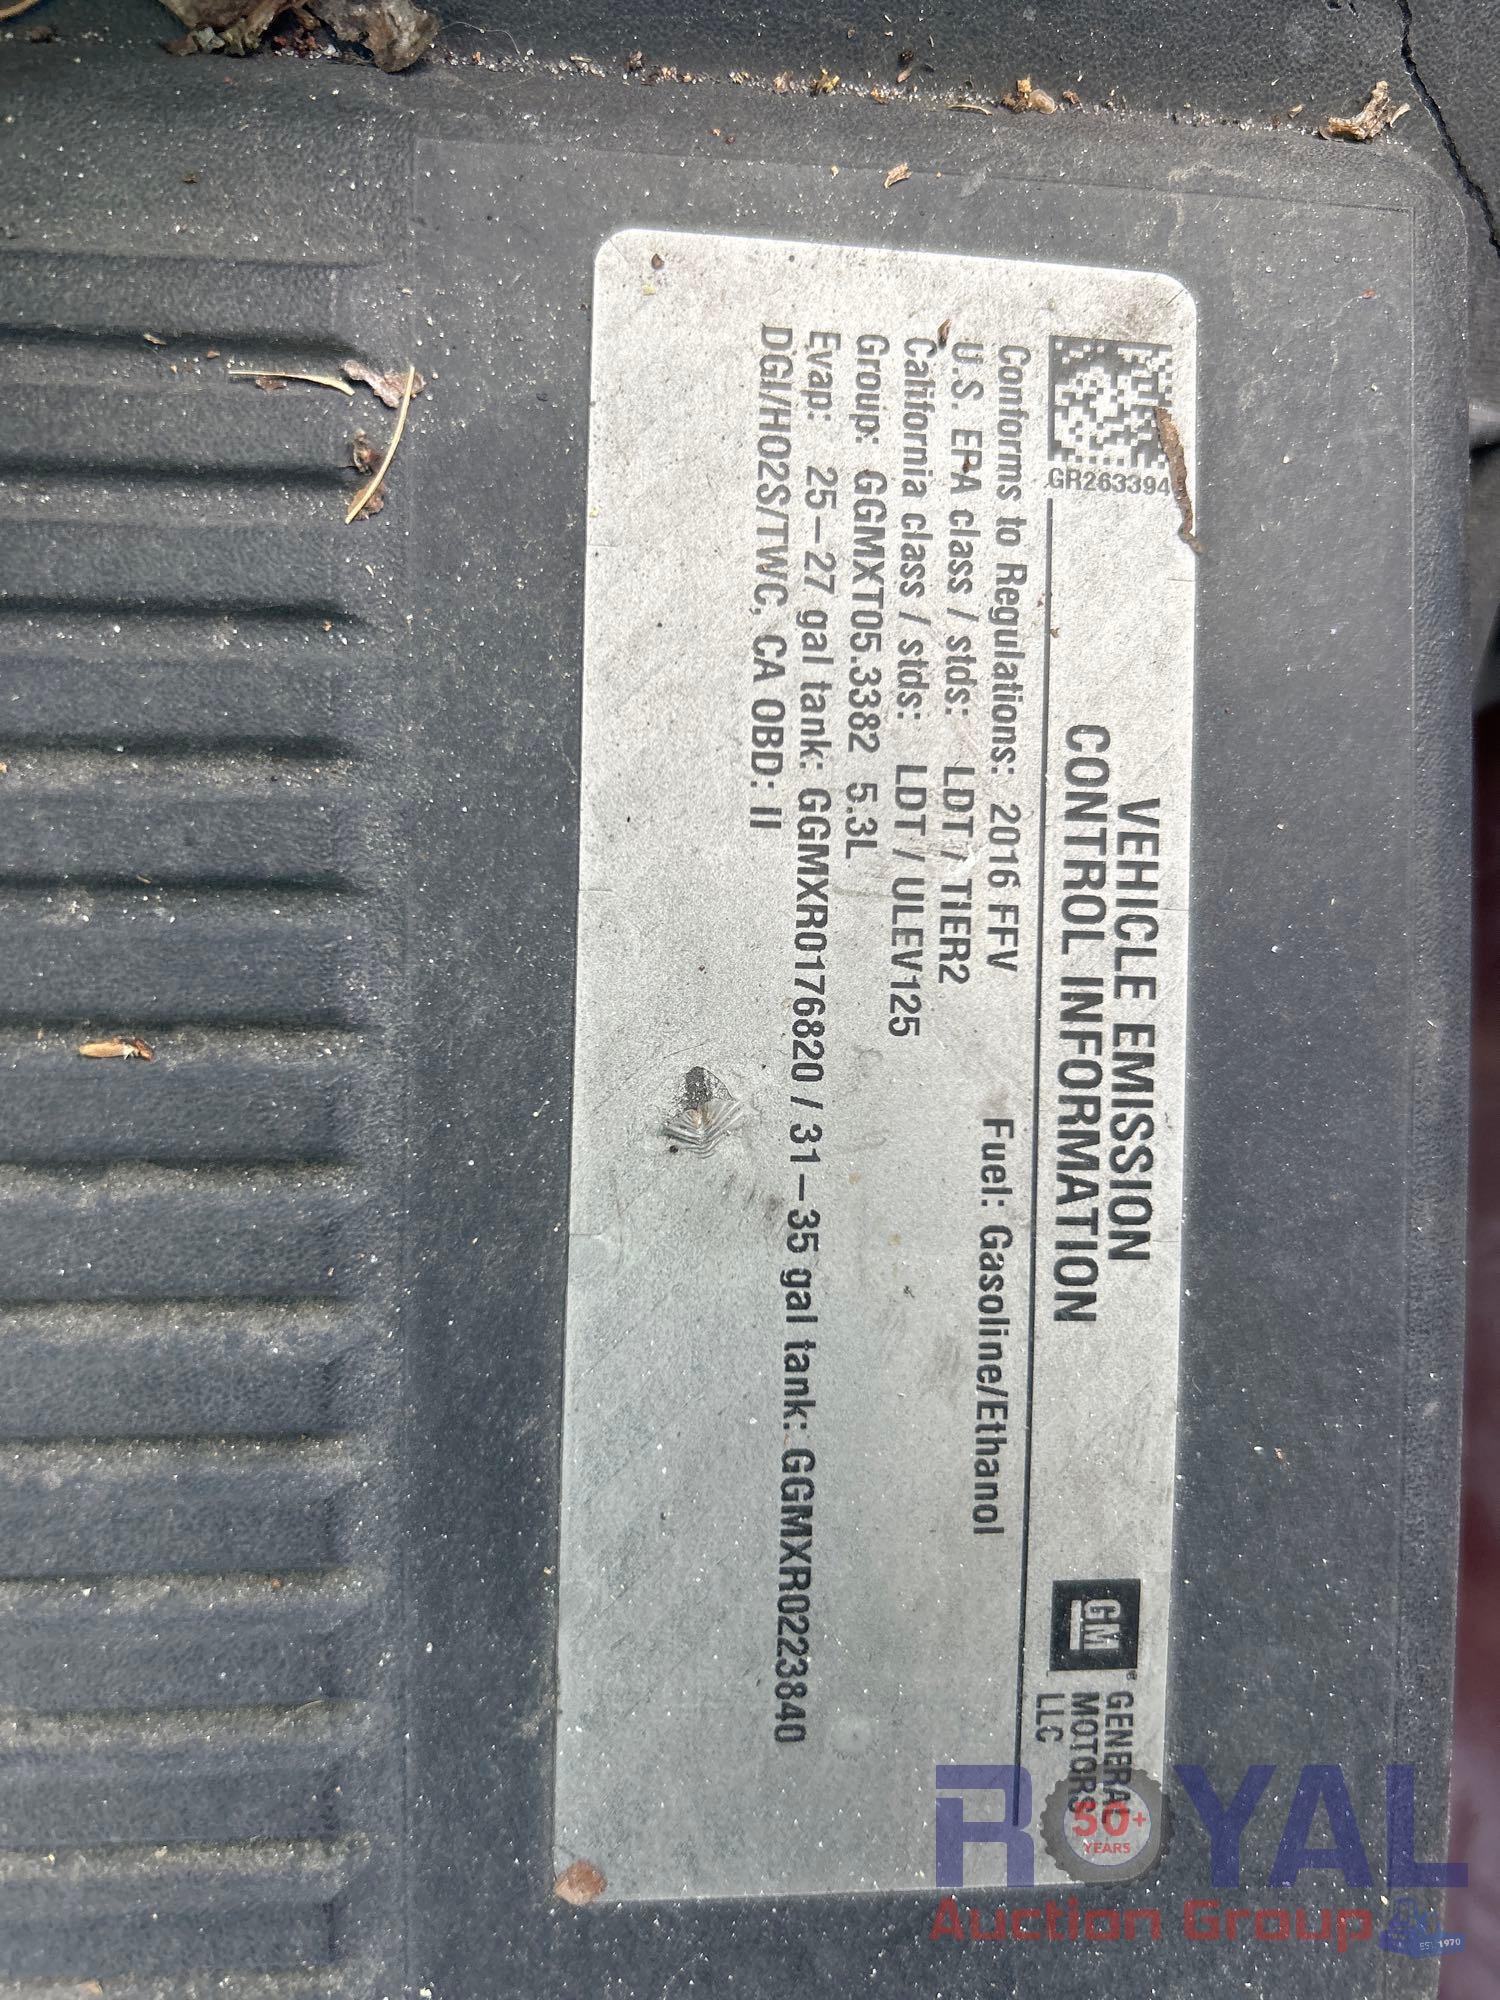 GR263394
VEHICLE EMISSION
CONTROL INFORMATION
GM
GENERAL
MOTORS
LLC
Conforms to Regulations: 2016 FFV Fuel: Gasoline/Ethanol
U.S. EPA class / stds: LDT / TIER2
California class / stds: LDT / ULEV125
Group: GGMXT05.3382 5.3L
Evap: 25-27 gal tank: GGMXR0176820 / 31-35 gal tank: GGMXR0223840
DGI/HO2S/TWC, CA OBD: II
ROYAL
50+
YEARS
Auction Group
EST 1970